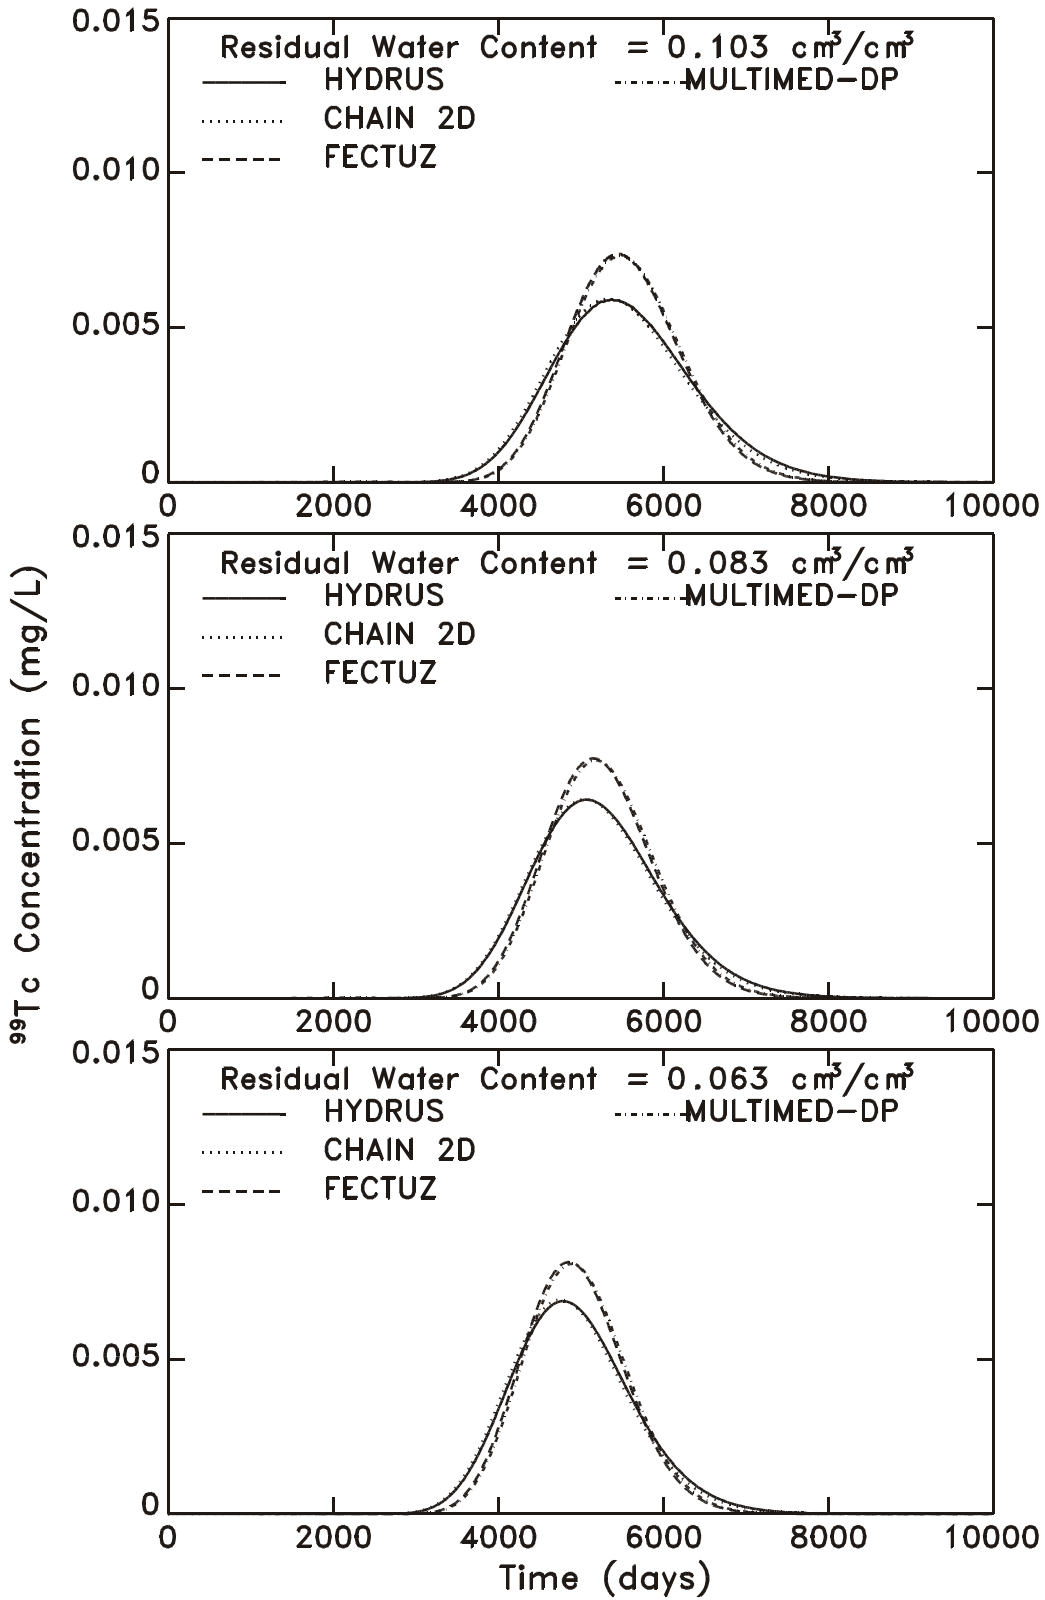 0.015
Residual Water Content = 0.103 cm³/cm³
HYDRUS MULTIMED-DP
CHAIN 2D
FECTUZ
0.010
0.005
0
0 2000 4000 6000 8000 10000
0.015
Residual Water Content = 0.083 cm³/cm³
HYDRUS MULTIMED-DP
CHAIN 2D
FECTUZ
0.010
0.005
0
0 2000 4000 6000 8000 10000
⁹⁹Tc Concentration (mg/L)
0.015
Residual Water Content = 0.063 cm³/cm³
HYDRUS MULTIMED-DP
CHAIN 2D
FECTUZ
0.010
0.005
0
0 2000 4000 6000 8000 10000
Time (days)